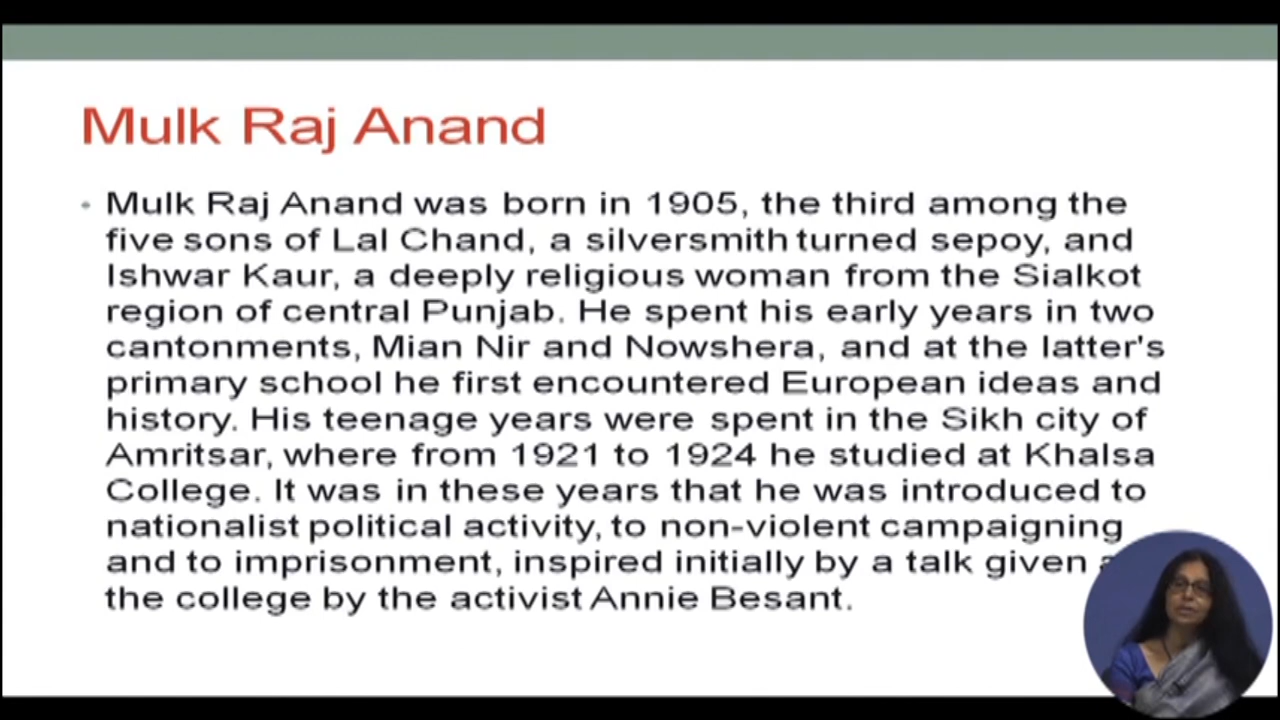 Mulk Raj Anand
• Mulk Raj Anand was born in 1905, the third among the
five sons of Lal Chand, a silversmith turned sepoy, and
Ishwar Kaur, a deeply religious woman from the Sialkot
region of central Punjab. He spent his early years in two
cantonments, Mian Nir and Nowshera, and at the latter's
primary school he first encountered European ideas and
history. His teenage years were spent in the Sikh city of
Amritsar, where from 1921 to 1924 he studied at Khalsa
College. It was in these years that he was introduced to
nationalist political activity, to non-violent campaigning
and to imprisonment, inspired initially by a talk given
the college by the activist Annie Besant.